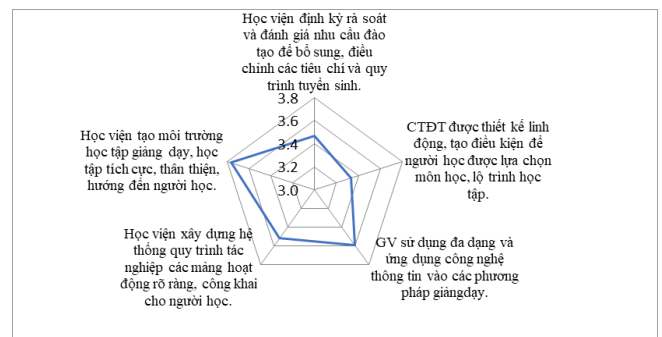 Học viện định kỳ rà soát
và đánh giá nhu cầu đào
tạo để bổ sung, điều
chỉnh các tiêu chí và quy
trình tuyển sinh.
3.8
3.6
3.4
3.2
3.0
CTĐT được thiết kế linh
động, tạo điều kiện để
người học được lựa chọn
môn học, lộ trình học
tập.
GV sử dụng đa dạng và
ứng dụng công nghệ
thông tin vào các phương
pháp giảngdạy.
Học viện xây dựng hệ
thống quy trình tác
nghiệp các mảng hoạt
động rõ ràng, công khai
cho người học.
Học viện tạo môi trường
học tập giảng dạy, học
tập tích cực, thân thiện,
hướng đến người học.